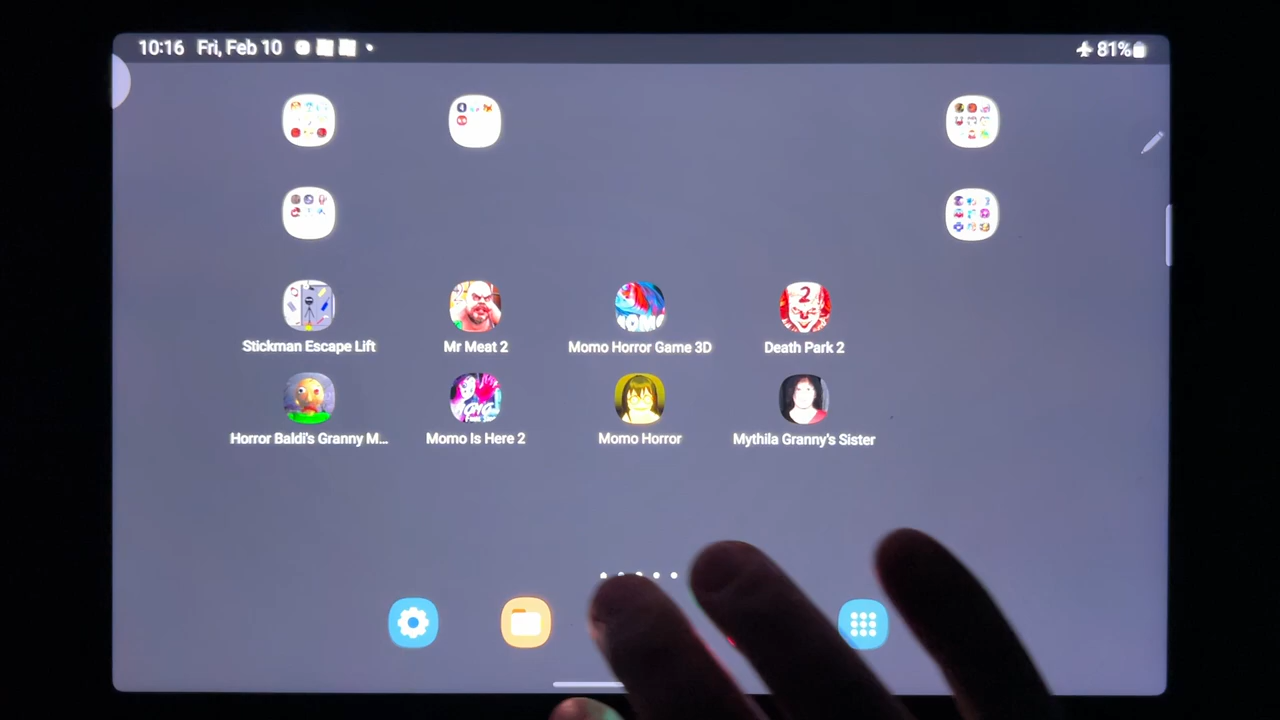 10:16 Fri, Feb 10 81%
Stickman Escape Lift Mr Meat 2 Momo Horror Game 3D Death Park 2
Horror Baldi's Granny M... Momo Is Here 2 Momo Horror Mythila Granny's Sister